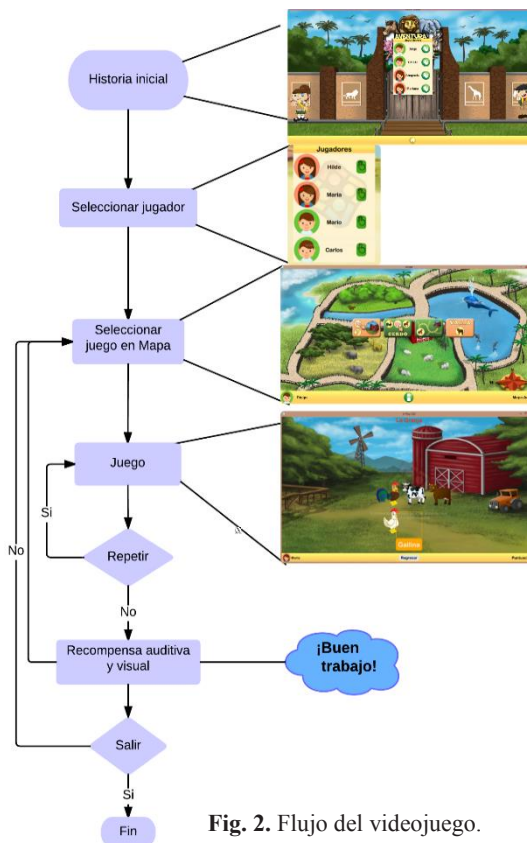 Historia inicial
AVENTURA
Jugadores
Seleccionar jugador
Hilda
María
Mario
Carlos
Seleccionar
juego en Mapa
Juego
Si
No
Repetir
No
Gallina
Regresar
Recompensa auditiva
y visual
¡Buen
trabajo!
Salir
Si
Fin
Fig. 2. Flujo del videojuego.